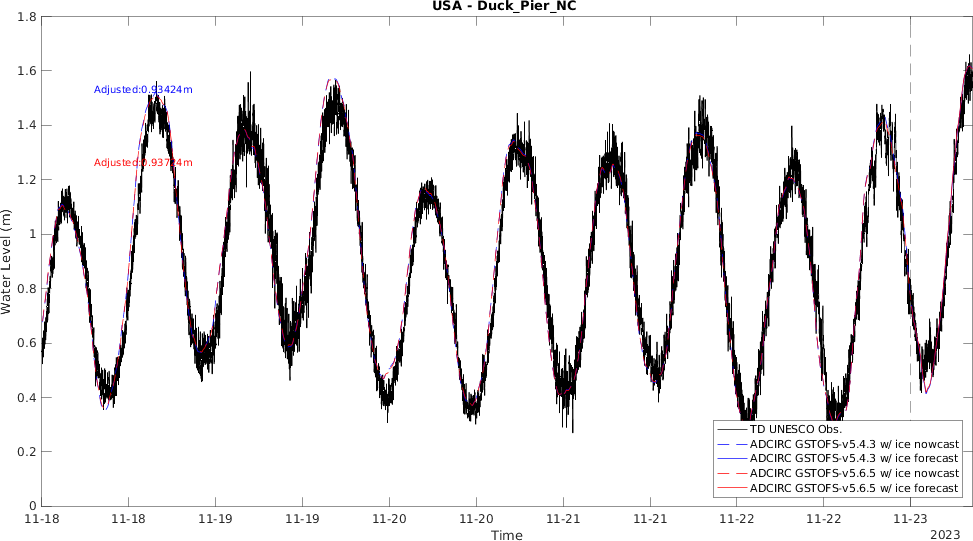 USA - Duck_Pier_NC
1.8
1.6
1.4
1.2
1
0.8
0.6
0.4
0.2
0
Water Level (m)
Adjusted:0.93424m
Adjusted:0.93724m
TD UNESCO Obs.
ADCIRC GSTOFS-v5.4.3 w/ ice nowcast
ADCIRC GSTOFS-v5.4.3 w/ ice forecast
ADCIRC GSTOFS-v5.6.5 w/ ice nowcast
ADCIRC GSTOFS-v5.6.5 w/ ice forecast
11-18 11-18 11-19 11-19 11-20 11-20 11-21 11-21 11-22 11-22 11-23
Time
2023